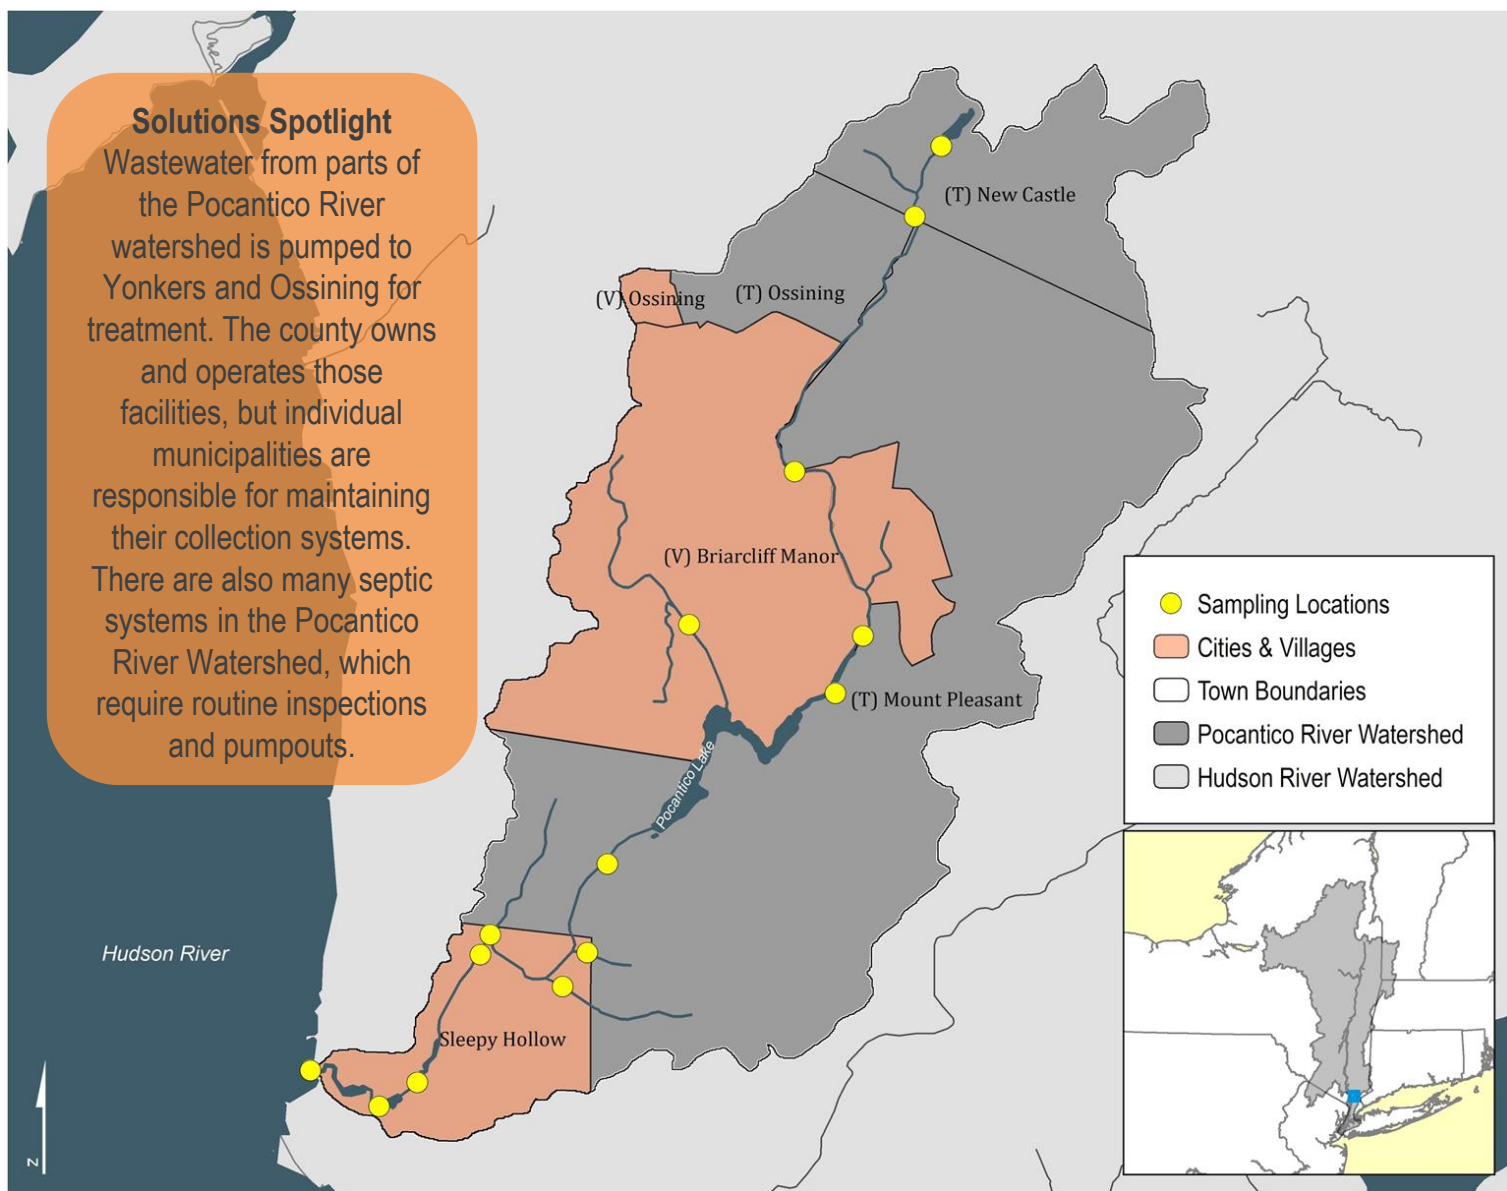 Solutions Spotlight
Wastewater from parts of
the Pocantico River
watershed is pumped to
Yonkers and Ossining for
treatment. The county owns
and operates those
facilities, but individual
municipalities are
responsible for maintaining
their collection systems.
There are also many septic
systems in the Pocantico
River Watershed, which
require routine inspections
and pumpouts.
(T) New Castle
(V) Ossining
(T) Ossining
(V) Briarcliff Manor
(T) Mount Pleasant
Pocantico Lake
Sleepy Hollow
Hudson River
N
Sampling Locations
Cities & Villages
Town Boundaries
Pocantico River Watershed
Hudson River Watershed